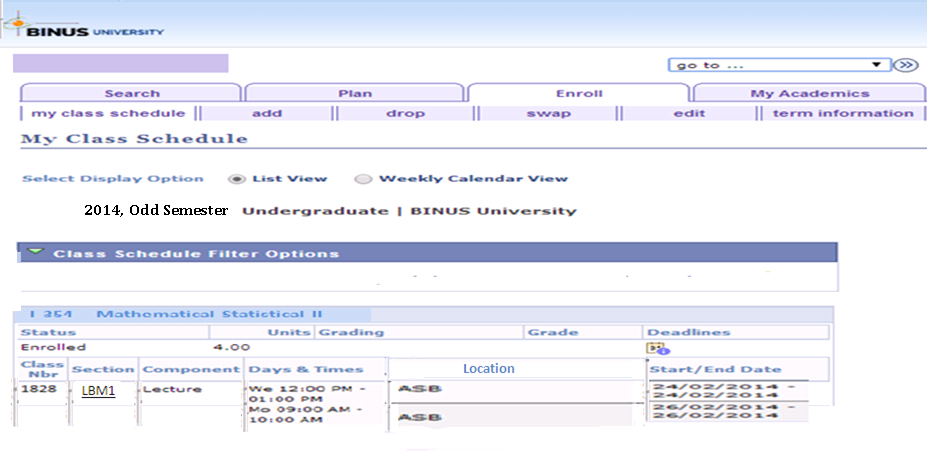 BINUS UNIVERSITY
go to ...
Search Plan Enroll My Academics
my class schedule add drop swap edit term information
My Class Schedule
Select Display Option List View Weekly Calendar View
2014, Odd Semester Undergraduate | BINUS University
Class Schedule Filter Options
I 354 Mathematical Statistical II
Status Units Grading Grade Deadlines
Enrolled 4.00
Class Nbr Section Component Days & Times Location Start/End Date
1828 LBM1 Lecture We 12:00 PM - 01:00 PM ASB 24/02/2014 - 24/02/2014
Mo 09:00 AM - 10:00 AM ASB 26/02/2014 - 26/02/2014